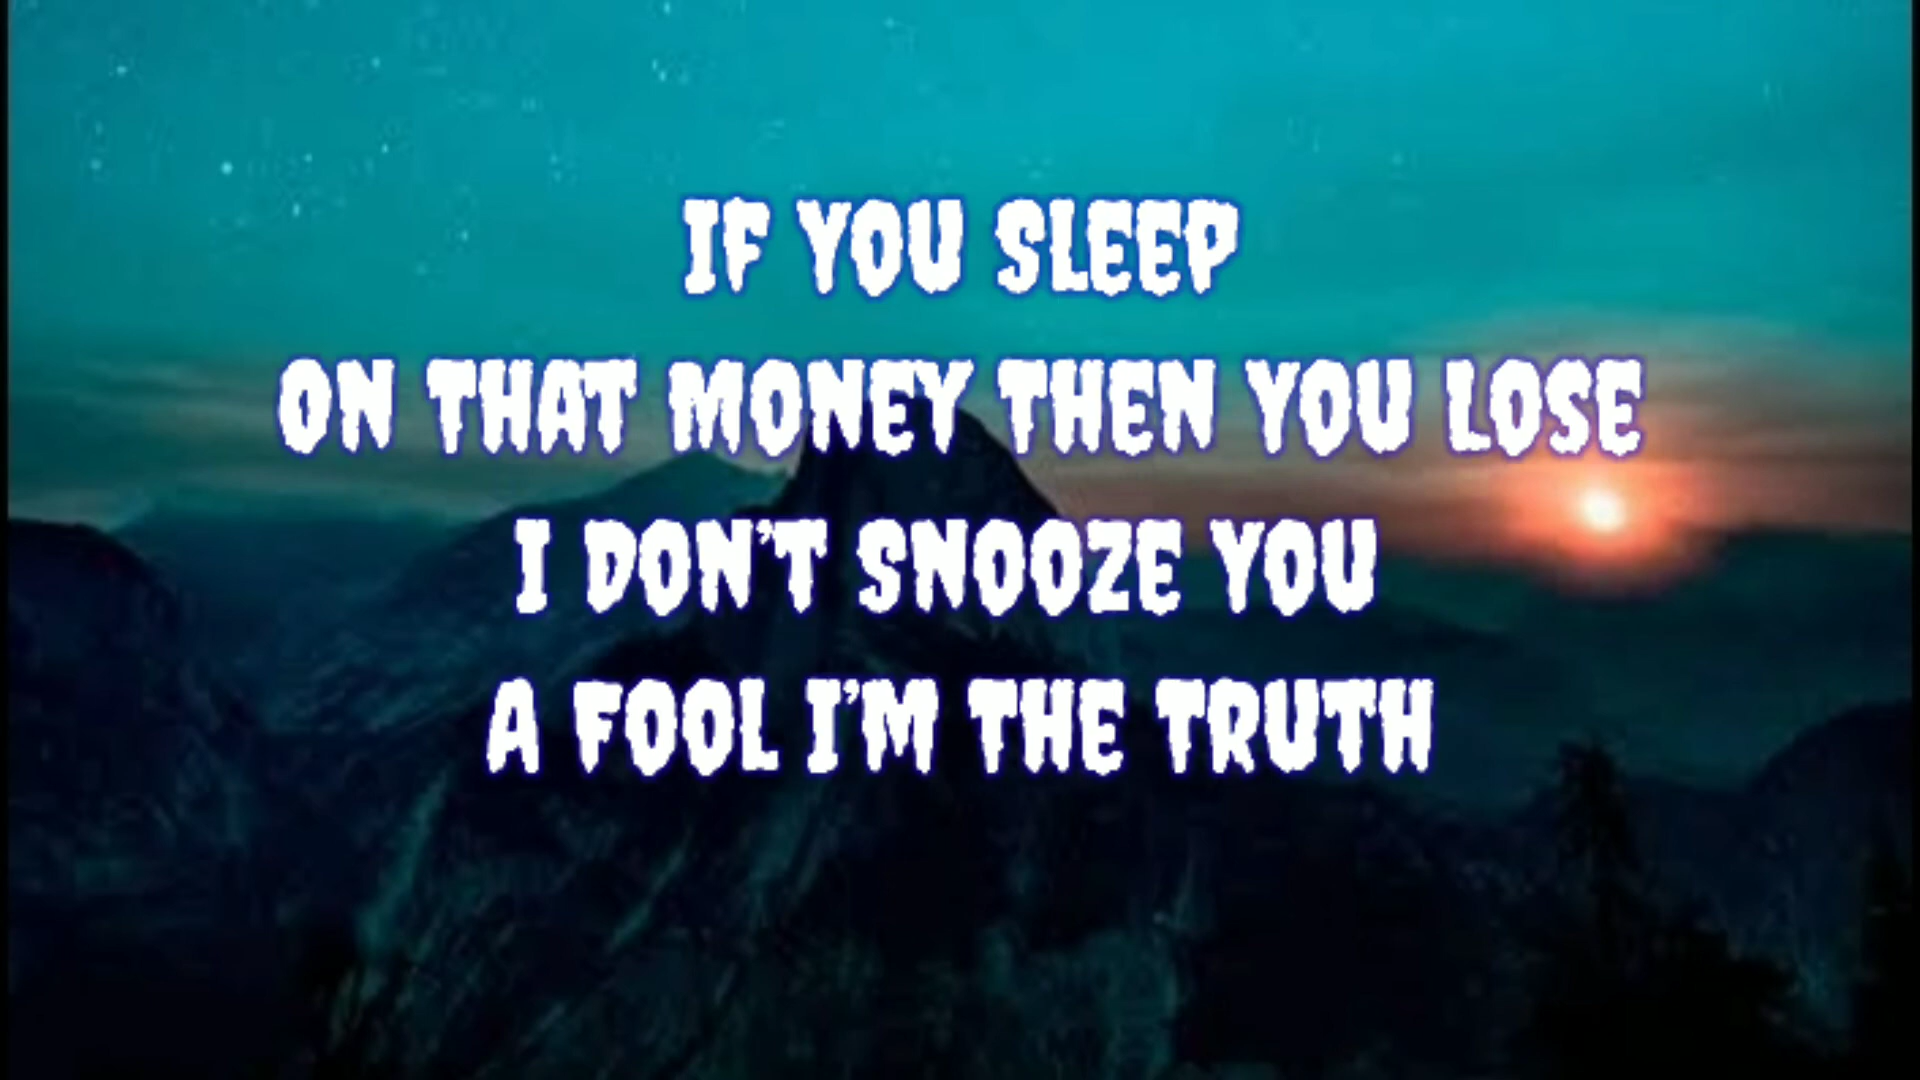 IF YOU SLEEP
ON THAT MONEY THEN YOU LOSE
I DON'T SNOOZE YOU
A FOOL I'M THE TRUTH